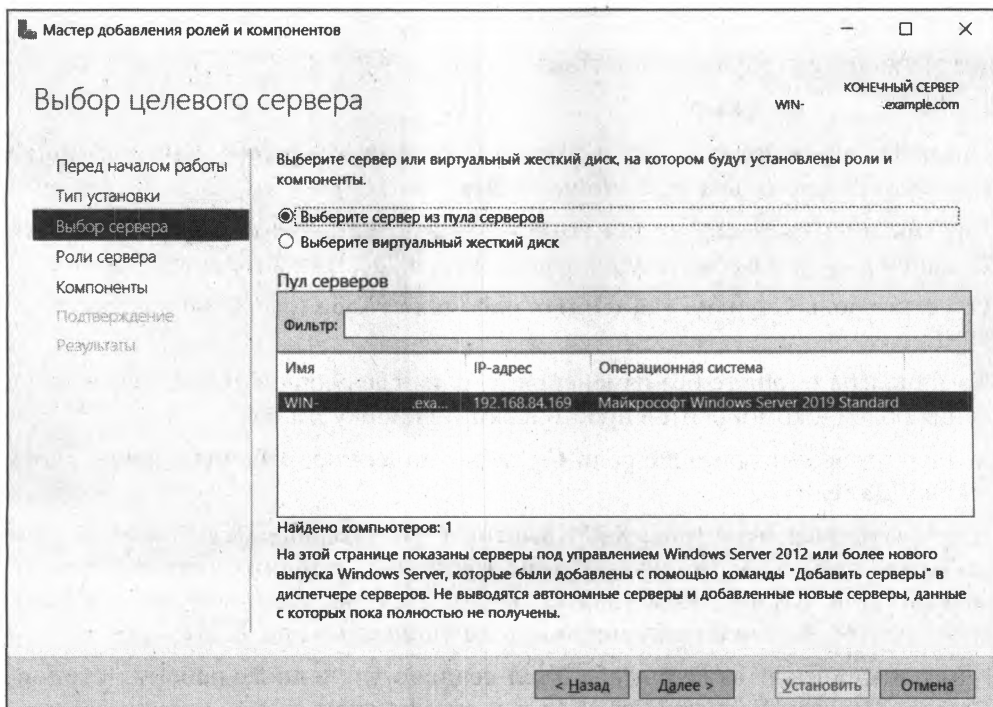 Мастер добавления ролей и компонентов
Выбор целевого сервера
КОНЕЧНЫЙ СЕРВЕР
WIN- .example.com
Перед началом работы
Тип установки
Выбор сервера
Роли сервера
Компоненты
Подтверждение
Результаты
Выберите сервер или виртуальный жесткий диск, на котором будут установлены роли и
компоненты.
Выберите сервер из пула серверов
Выберите виртуальный жесткий диск
Пул серверов
Фильтр:
Имя IP-адрес Операционная система
WIN- .exa... 192.168.84.169 Майкрософт Windows Server 2019 Standard
Найдено компьютеров: 1
На этой странице показаны серверы под управлением Windows Server 2012 или более нового
выпуска Windows Server, которые были добавлены с помощью команды "Добавить серверы" в
диспетчере серверов. Не выводятся автономные серверы и добавленные новые серверы, данные
с которых пока полностью не получены.
< Назад Далее > Установить Отмена